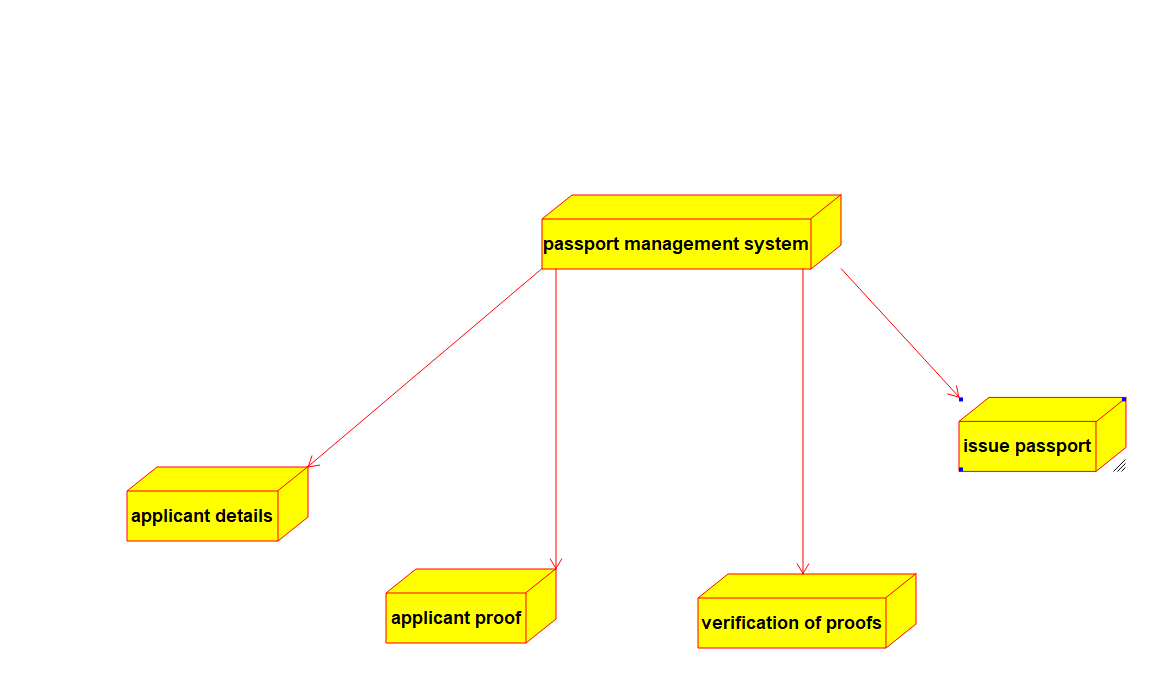 passport management system
issue passport
applicant details
applicant proof
verification of proofs